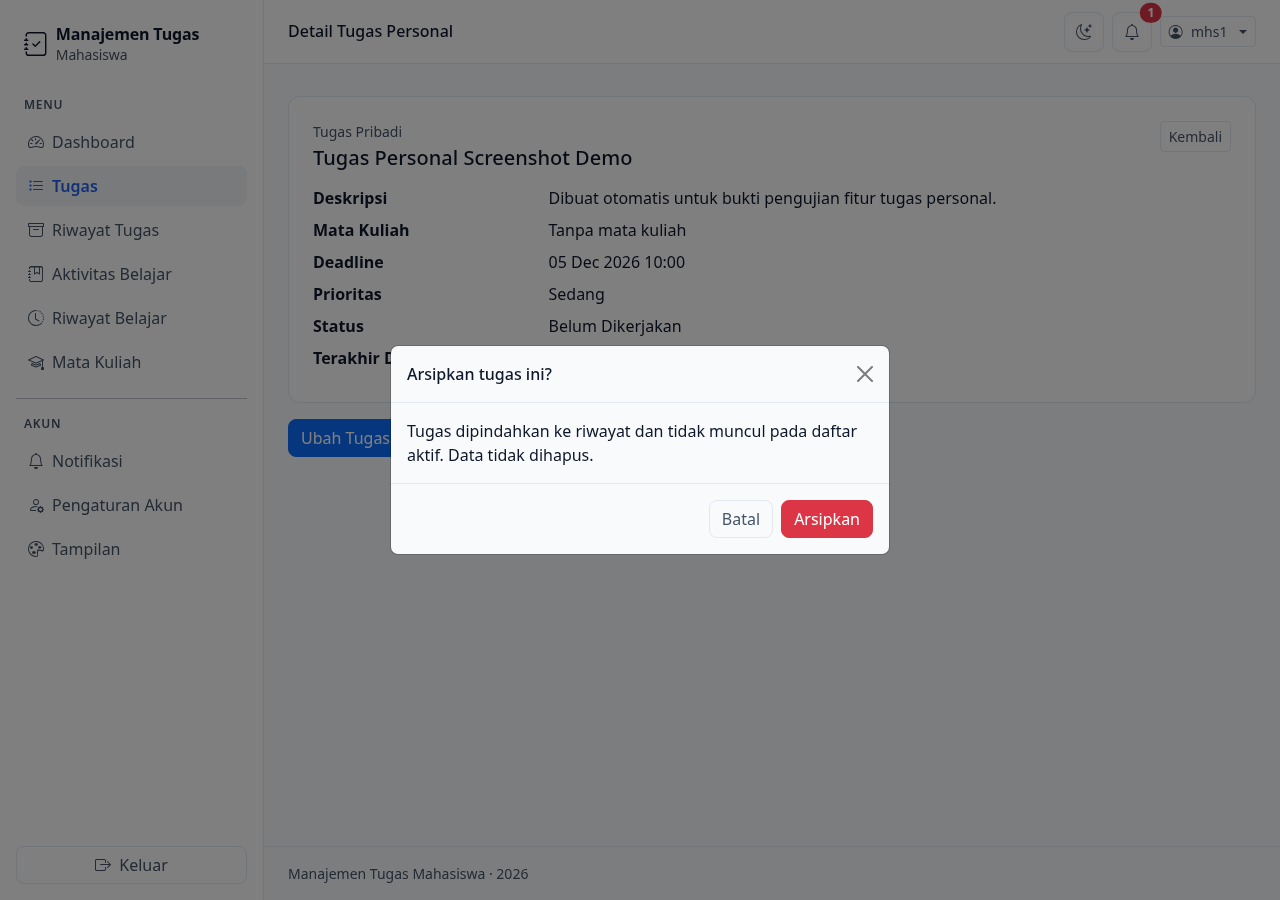 Manajemen Tugas
Mahasiswa
MENU
Dashboard
Tugas
Riwayat Tugas
Aktivitas Belajar
Riwayat Belajar
Mata Kuliah
AKUN
Notifikasi
Pengaturan Akun
Tampilan
Keluar
Detail Tugas Personal
1
mhs1
Tugas Pribadi
Kembali
Tugas Personal Screenshot Demo
Deskripsi Dibuat otomatis untuk bukti pengujian fitur tugas personal.
Mata Kuliah Tanpa mata kuliah
Deadline 05 Dec 2026 10:00
Prioritas Sedang
Status Belum Dikerjakan
Terakhir
Ubah Tugas
Arsipkan tugas ini?
Tugas dipindahkan ke riwayat dan tidak muncul pada daftar
aktif. Data tidak dihapus.
Batal Arsipkan
Manajemen Tugas Mahasiswa · 2026